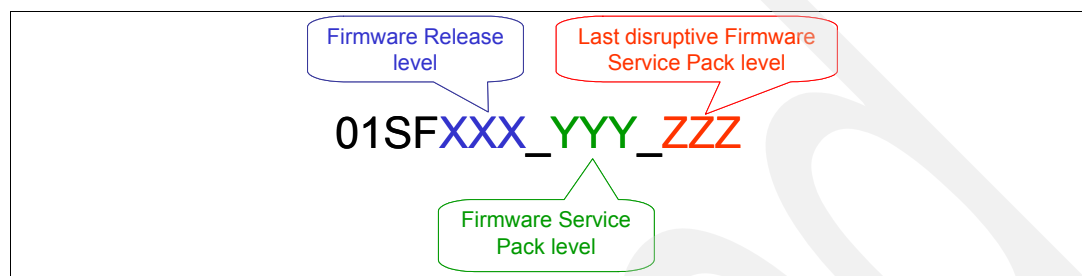 Firmware Release
level
Last disruptive Firmware
Service Pack level
01SFXXX_YYY_ZZZ
Firmware Service
Pack level